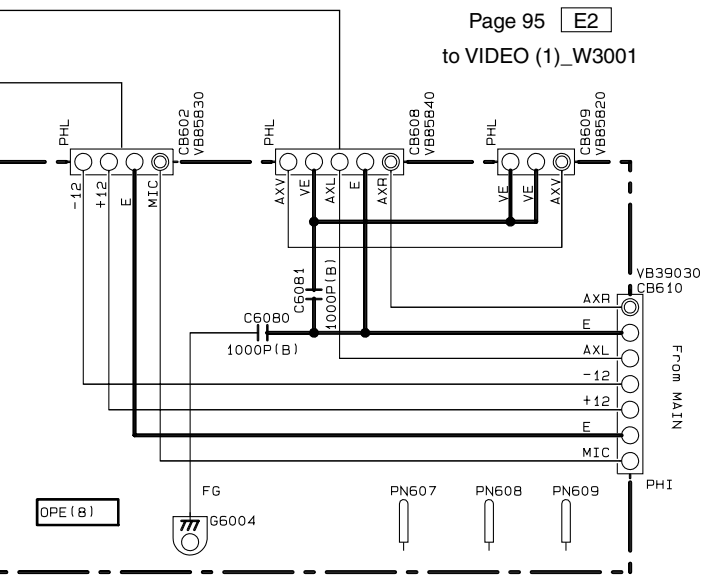 Page 95 E2
to VIDEO (1)_W3001
PHL
CB602
VB85830
PHL
CB608
VB85840
PHL
CB609
VB85820
-12
+12
E
MIC
AXV
VE
AXL
E
AXR
VE
VE
AXV
C6081
1000P(B)
C6080
1000P(B)
VB39030
CB610
AXR
E
AXL
-12
+12
E
MIC
From MAIN
PHI
OPE(8)
FG
G6004
PN607
PN608
PN609